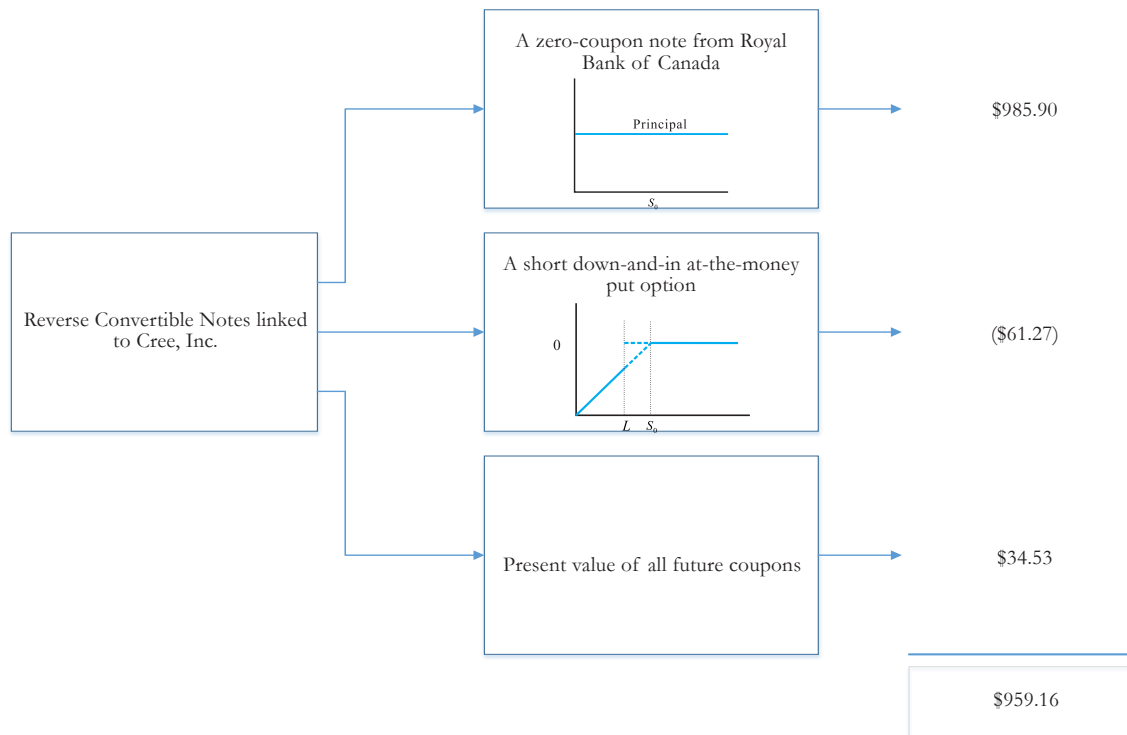 A zero-coupon note from Royal
Bank of Canada
Principal
S₀
$985.90
Reverse Convertible Notes linked
to Cree, Inc.
A short down-and-in at-the-money
put option
0
L S₀
($61.27)
Present value of all future coupons
$34.53
$959.16